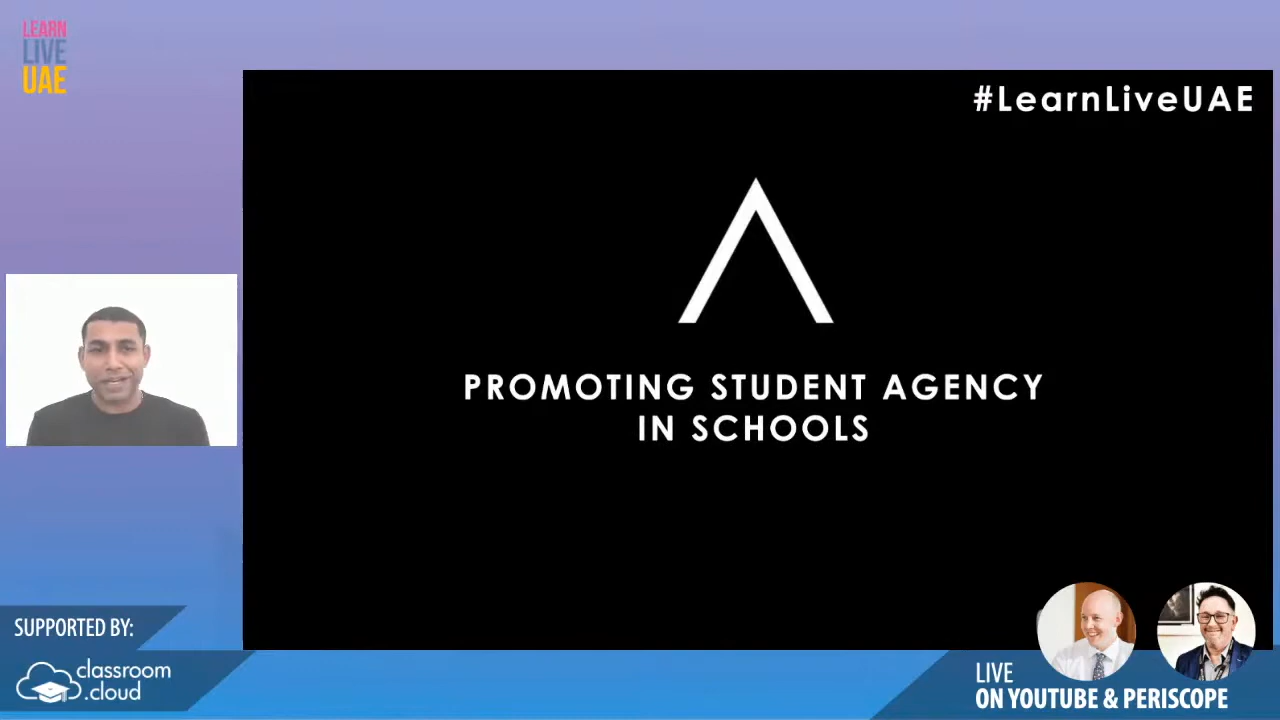 LEARN
LIVE
UAE
#LearnLiveUAE
PROMOTING STUDENT AGENCY
IN SCHOOLS
SUPPORTED BY:
classroom
.cloud
LIVE
ON YOUTUBE & PERISCOPE